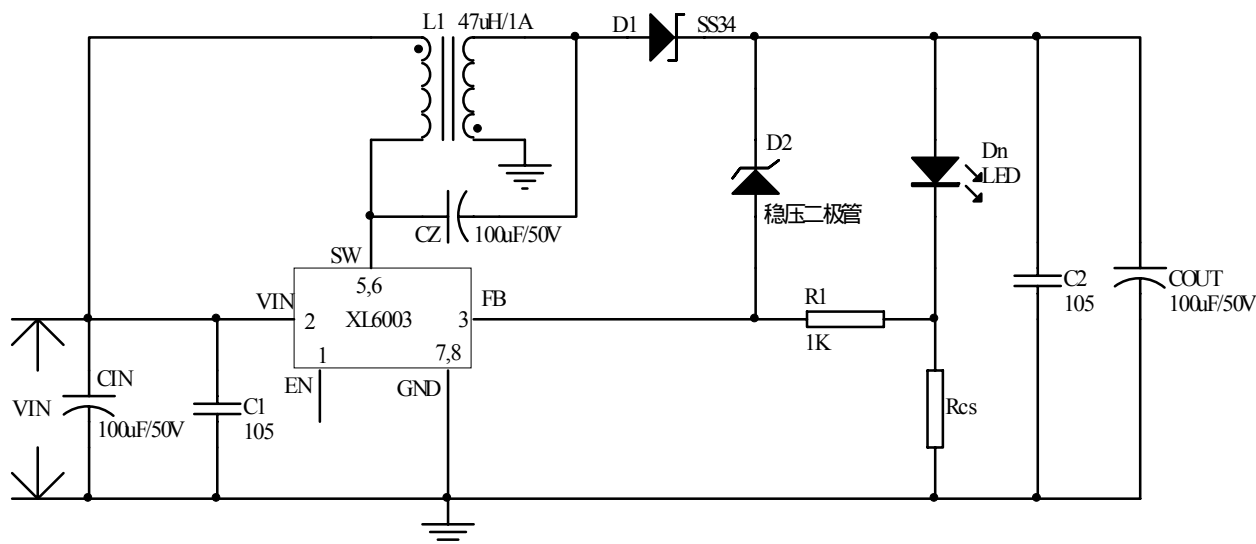 L1 47uH/1A
D1
SS34
D2
稳压二极管
Dn
LED
CZ
100uF/50V
SW
5,6
VIN
2
XL6003
3
FB
1
7,8
EN
GND
R1
1K
Rcs
C2
105
COUT
100uF/50V
VIN
CIN
100uF/50V
C1
105